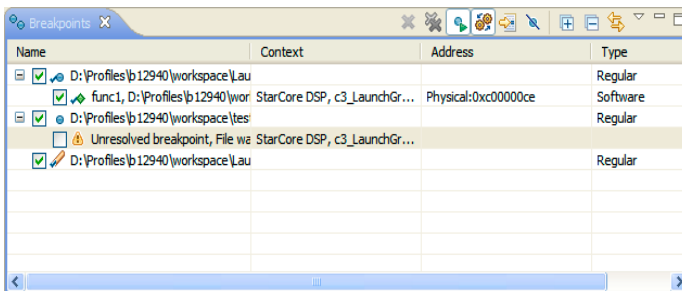 Breakpoints
Name Context Address Type
D:\Profiles\b12940\workspace\Lau Regular
func1, D:\Profiles\b12940\wor StarCore DSP, c3_LaunchGr... Physical:0xc00000ce Software
D:\Profiles\b12940\workspace\test Regular
Unresolved breakpoint, File wa StarCore DSP, c3_LaunchGr...
D:\Profiles\b12940\workspace\Lau Regular